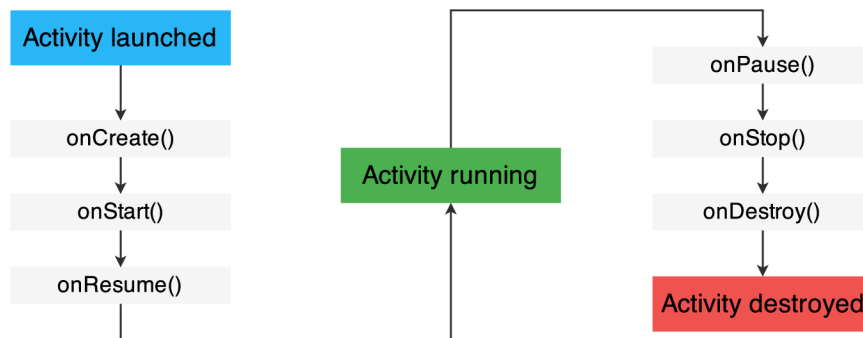 Activity launched
onCreate()
onStart()
onResume()
Activity running
onPause()
onStop()
onDestroy()
Activity destroyed